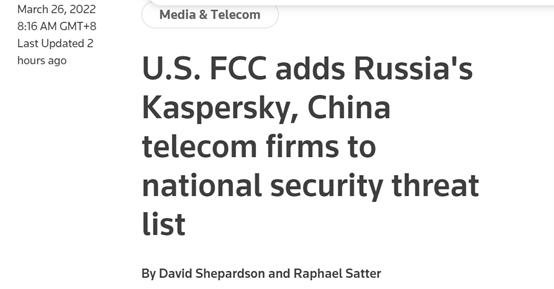 March 26, 2022
8:16 AM GMT+8
Last Updated 2
hours ago
Media & Telecom
U.S. FCC adds Russia's
Kaspersky, China
telecom firms to
national security threat
list
By David Shepardson and Raphael Satter